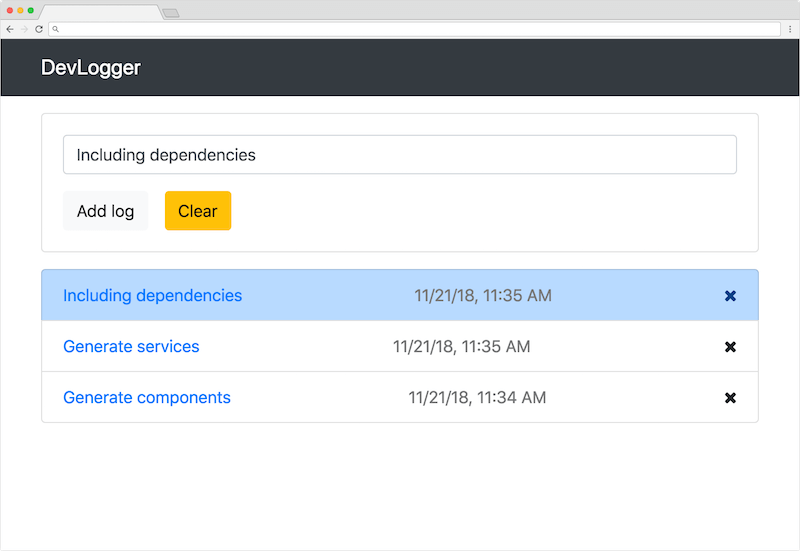 DevLogger
Including dependencies
Add log Clear
Including dependencies 11/21/18, 11:35 AM
Generate services 11/21/18, 11:35 AM
Generate components 11/21/18, 11:34 AM